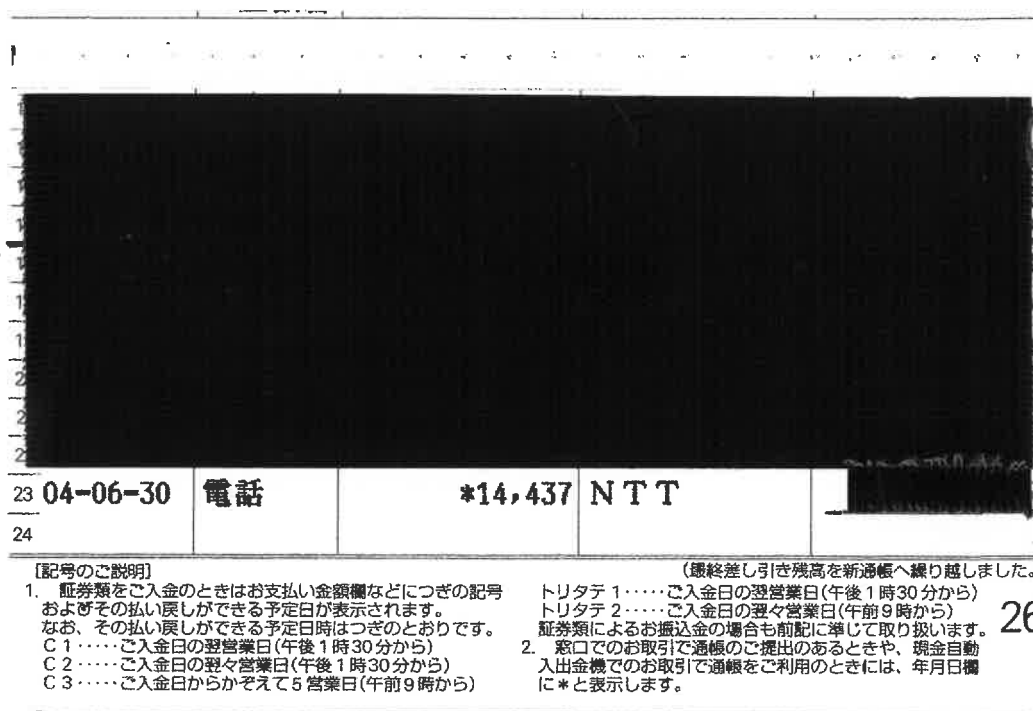 23 04-06-30 電話 *14,437 NTT
24
[記号のご説明]
(最終差し引き残高を新通帳へ繰り越しました。
1. 証券類をご入金のときはお支払い金額欄などにつぎの記号
およびその払い戻しができる予定日が表示されます。
なお、その払い戻しができる予定日時はつぎのとおりです。
C1‥‥‥ご入金日の翌営業日(午後1時30分から)
C2‥‥‥ご入金日の翌々営業日(午後1時30分から)
C3‥‥‥ご入金日からかぞえて5営業日(午前9時から)
トリタテ1‥‥‥ご入金日の翌営業日(午後1時30分から)
トリタテ2‥‥‥ご入金日の翌々営業日(午前9時から)
証券類によるお振込金の場合も前記に準じて取り扱います。
2. 窓口でのお取引で通帳のご提出のあるときや、現金自動
入出金機でのお取引で通帳をご利用のときには、年月日欄
に*と表示します。
26